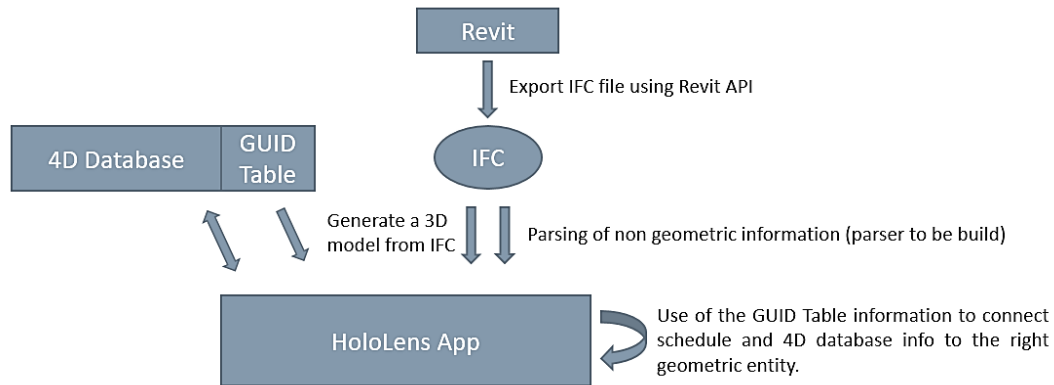 Revit
Export IFC file using Revit API
4D Database
GUID
Table
IFC
Generate a 3D
model from IFC
Parsing of non geometric information (parser to be build)
HoloLens App
Use of the GUID Table information to connect
schedule and 4D database info to the right
geometric entity.